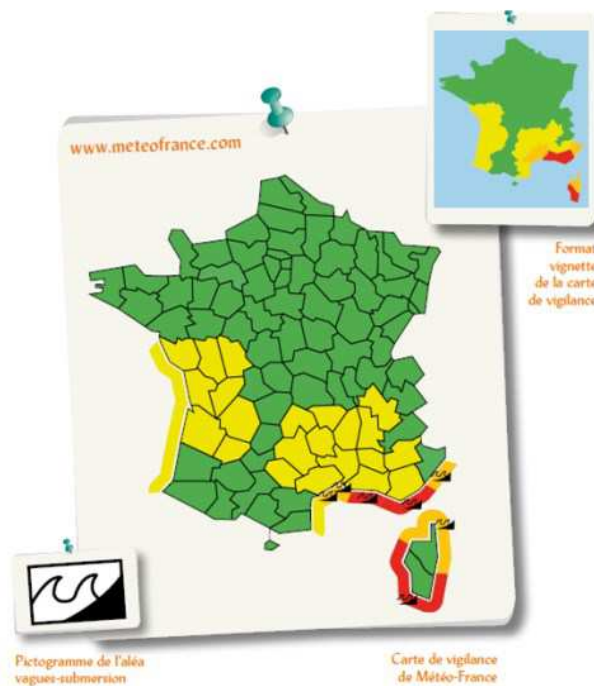 www.meteofrance.com
Format
vignette
de la carte
de vigilance
Pictogramme de l'aléa
vagues-submersion
Carte de vigilance
de Météo-France